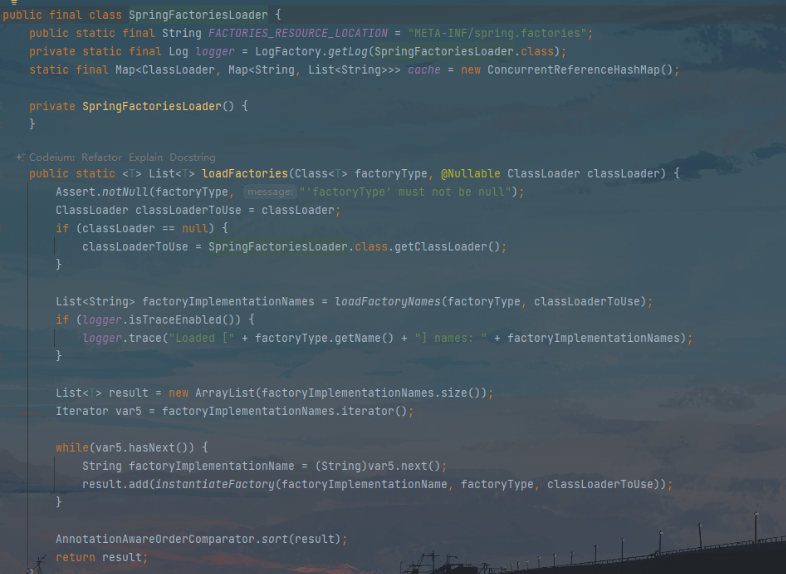 public final class SpringFactoriesLoader {
public static final String FACTORIES_RESOURCE_LOCATION = "META-INF/spring.factories";
private static final Log logger = LogFactory.getLog(SpringFactoriesLoader.class);
static final Map<ClassLoader, Map<String, List<String>>> cache = new ConcurrentReferenceHashMap();
private SpringFactoriesLoader() {
}
Codeium: Refactor Explain Docstring
public static <T> List<T> loadFactories(Class<T> factoryType, @Nullable ClassLoader classLoader) {
Assert.notNull(factoryType, message: "'factoryType' must not be null");
ClassLoader classLoaderToUse = classLoader;
if (classLoader == null) {
classLoaderToUse = SpringFactoriesLoader.class.getClassLoader();
}
List<String> factoryImplementationNames = loadFactoryNames(factoryType, classLoaderToUse);
if (logger.isTraceEnabled()) {
logger.trace("Loaded [" + factoryType.getName() + "] names: " + factoryImplementationNames);
}
List<T> result = new ArrayList(factoryImplementationNames.size());
Iterator var5 = factoryImplementationNames.iterator();
while(var5.hasNext()) {
String factoryImplementationName = (String)var5.next();
result.add(instantiateFactory(factoryImplementationName, factoryType, classLoaderToUse));
}
AnnotationAwareOrderComparator.sort(result);
return result;